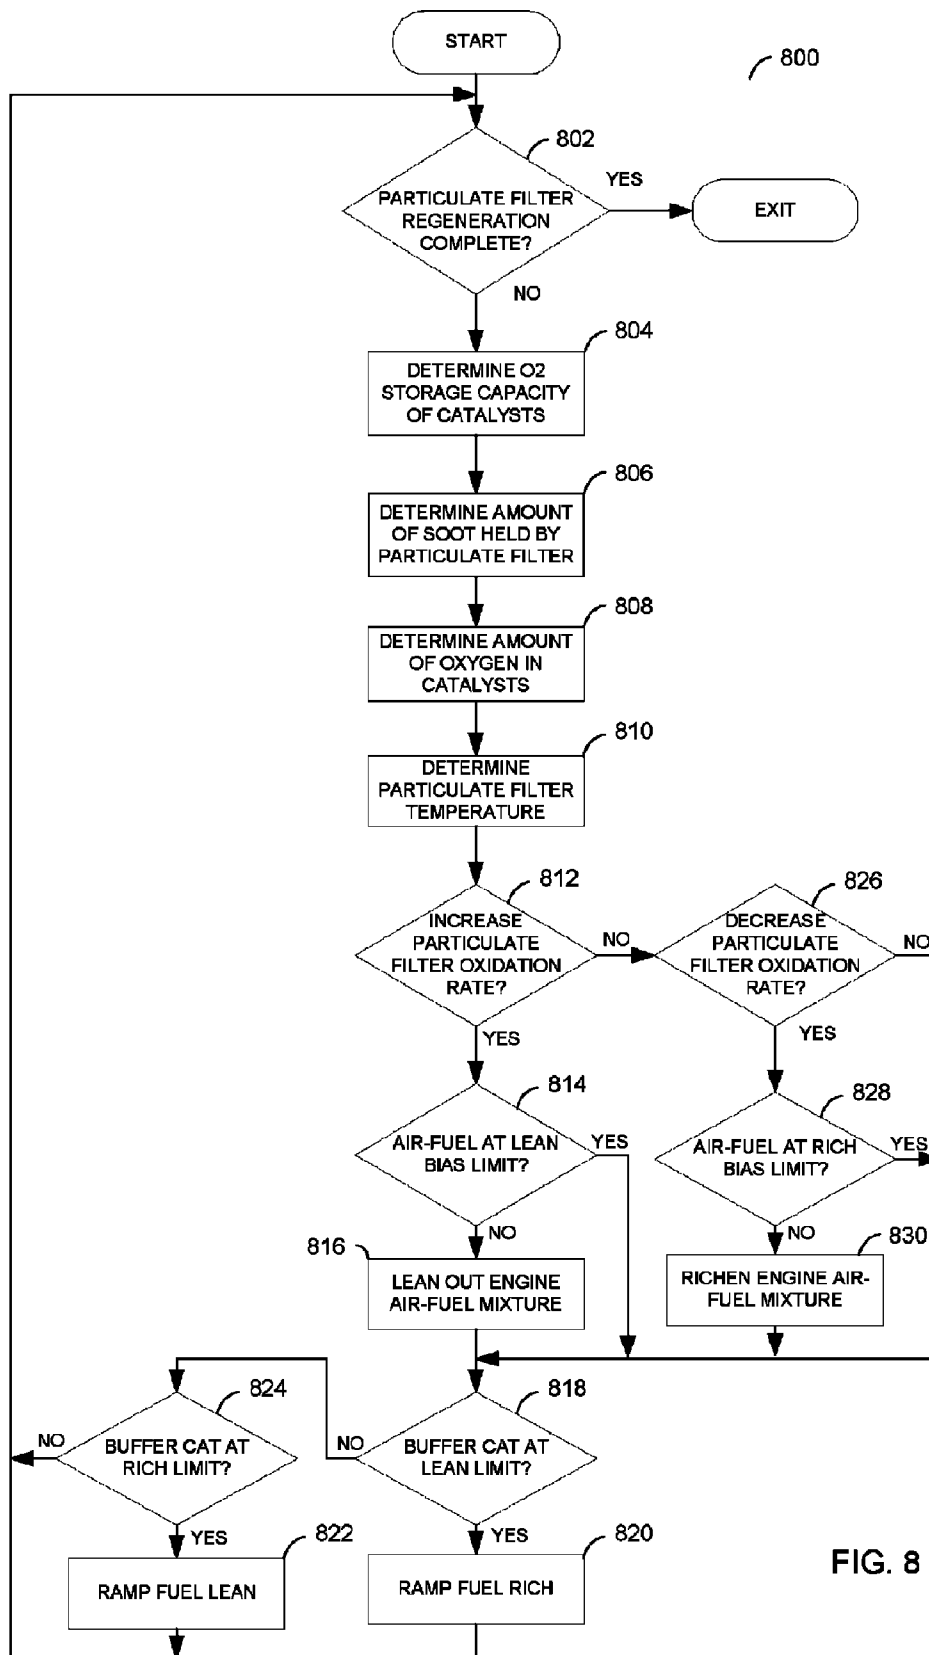 START
800
802
PARTICULATE FILTER
REGENERATION
COMPLETE?
YES
EXIT
NO
804
DETERMINE O2
STORAGE CAPACITY
OF CATALYSTS
806
DETERMINE AMOUNT
OF SOOT HELD BY
PARTICULATE FILTER
808
DETERMINE AMOUNT
OF OXYGEN IN
CATALYSTS
810
DETERMINE
PARTICULATE FILTER
TEMPERATURE
812
INCREASE
PARTICULATE
FILTER OXIDATION
RATE?
NO
826
DECREASE
PARTICULATE
FILTER OXIDATION
RATE?
NO
YES
YES
814
AIR-FUEL AT LEAN
BIAS LIMIT?
YES
828
AIR-FUEL AT RICH
BIAS LIMIT?
YES
NO
NO
816
LEAN OUT ENGINE
AIR-FUEL MIXTURE
830
RICHEN ENGINE AIR-
FUEL MIXTURE
824
BUFFER CAT AT
RICH LIMIT?
NO
818
BUFFER CAT AT
LEAN LIMIT?
NO
YES
YES
822
RAMP FUEL LEAN
820
RAMP FUEL RICH
FIG. 8